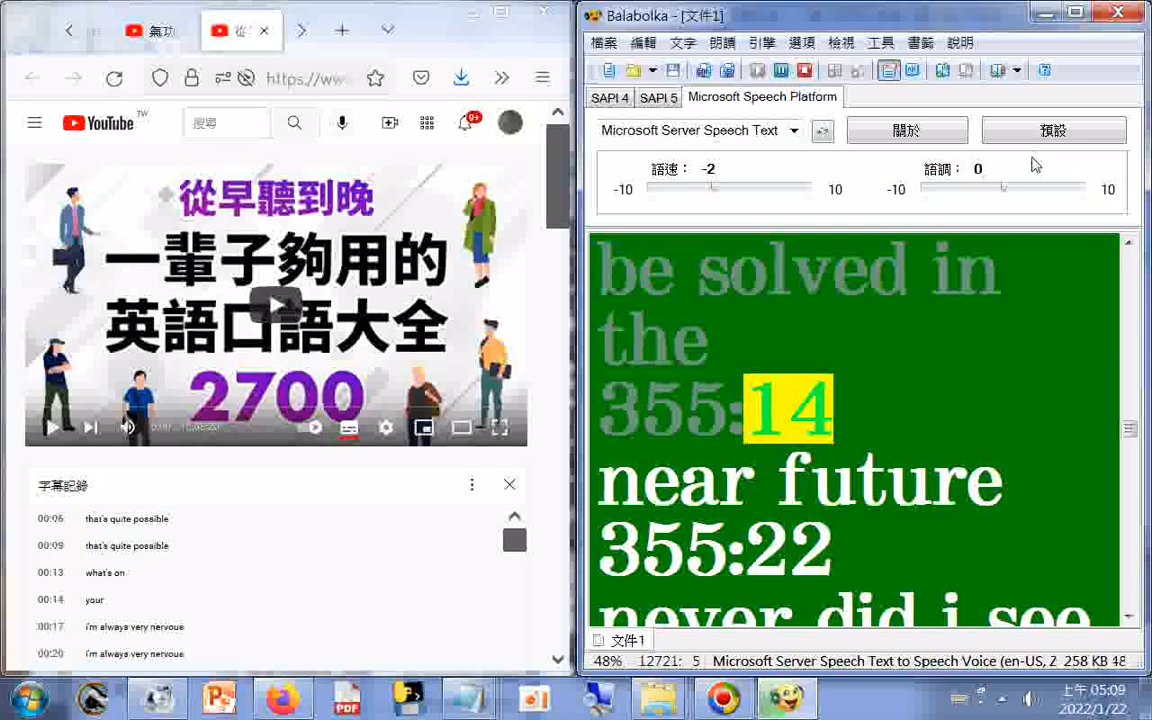 氣功
從
https://www
YouTube TW
搜尋
9+
從早聽到晚
一輩子夠用的
英語口語大全
2700
字幕記錄
00:06 that's quite possible
00:09 that's quite possible
00:13 what's on
00:14 your
00:17 i'm always very nervous
00:20 i'm always very nervous
Balabolka - [文件1]
檔案 編輯 文字 朗讀 引擎 選項 檢視 工具 書籤 說明
SAPI 4 SAPI 5 Microsoft Speech Platform
Microsoft Server Speech Text
關於
預設
語速： -2
語調： 0
-10 10 -10 10
be solved in
the
355:14
near future
355:22
never did i see
文件1
48% 12721: 5 Microsoft Server Speech Text to Speech Voice (en-US, Z 258 KB
PDF
上午 05:09
2022/1/22